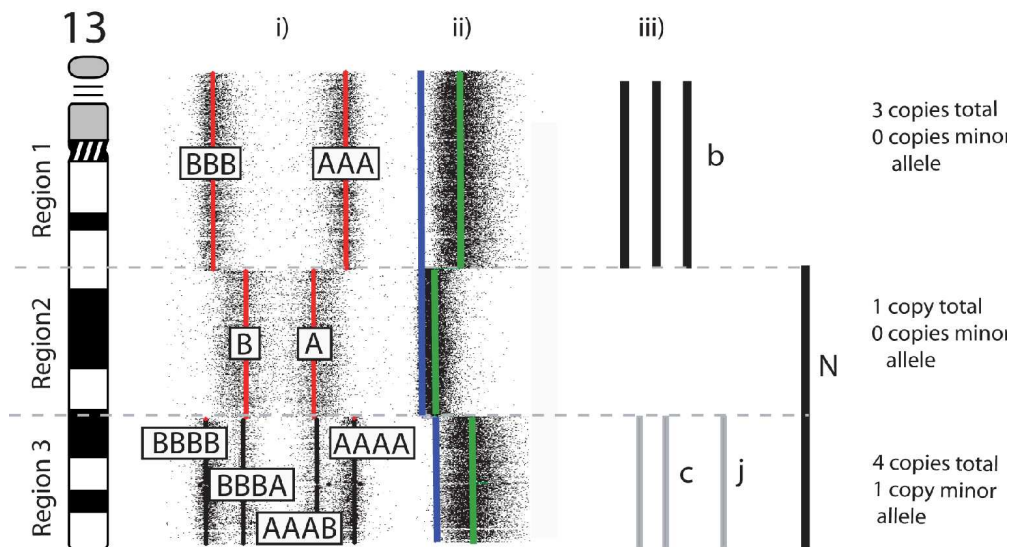 13
i)
ii)
iii)
Region 1
BBB
AAA
b
3 copies total
0 copies minor
allele
Region2
B
A
1 copy total
0 copies minor
allele
N
Region 3
BBBB
AAAA
BBBA
AAAB
c
j
4 copies total
1 copy minor
allele